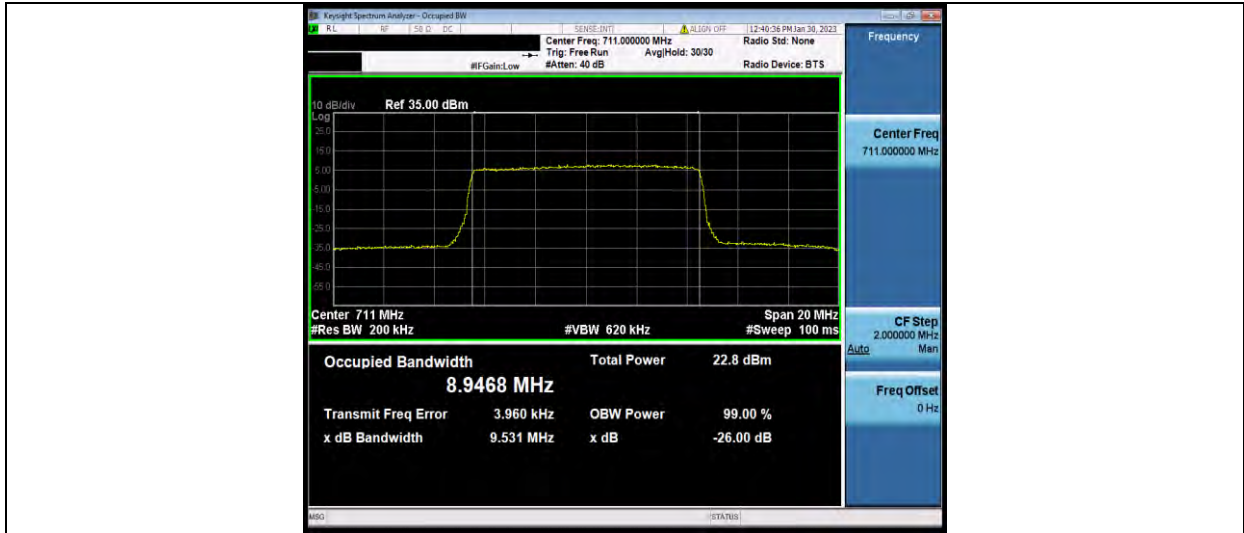 Keysight Spectrum Analyzer - Occupied BW
RL RF 50 Ω DC SENSE:INT ALIGN OFF 12:40:36 PM Jan 30, 2023
Center Freq: 711.000000 MHz Radio Std: None
Trig: Free Run Avg|Hold: 30/30
#IFGain:Low #Atten: 40 dB Radio Device: BTS
10 dB/div Ref 35.00 dBm
Log
25.0
15.0
5.00
-5.00
-15.0
-25.0
-35.0
-45.0
-55.0
Center 711 MHz Span 20 MHz
#Res BW 200 kHz #VBW 620 kHz #Sweep 100 ms
Occupied Bandwidth Total Power 22.8 dBm
8.9468 MHz
Transmit Freq Error 3.960 kHz OBW Power 99.00 %
x dB Bandwidth 9.531 MHz x dB -26.00 dB
MSG STATUS
Frequency
Center Freq
711.000000 MHz
CF Step
2.000000 MHz
Auto Man
Freq Offset
0 Hz